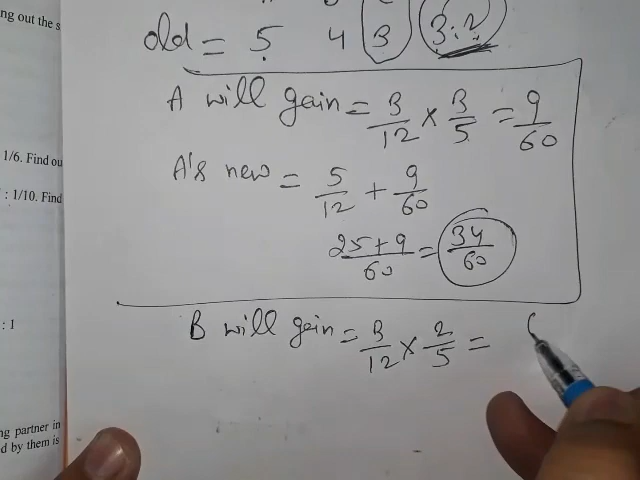 ng out the s
old = 5 4 3 3:2
A will gain = 3/12 × 3/5 = 9/60
1/6. Find ou
A's new = 5/12 + 9/60
: 1/10. Find
25+9/60 = 34/60
: 1
B will gain = 3/12 × 2/5 =
ng partner in
d by them is